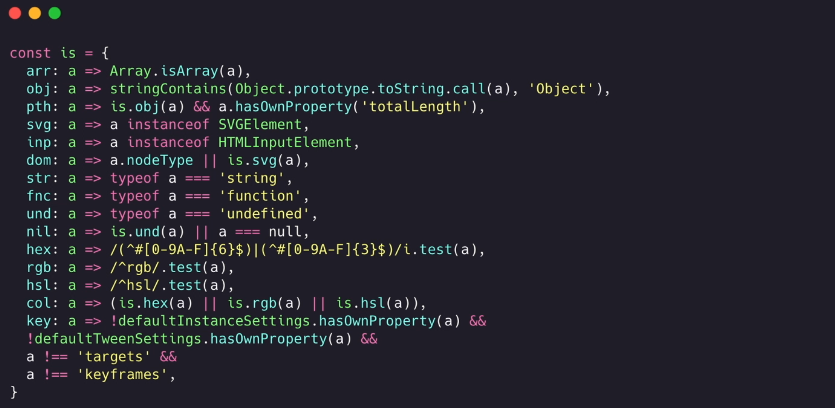 const is = {
  arr: a => Array.isArray(a),
  obj: a => stringContains(Object.prototype.toString.call(a), 'Object'),
  pth: a => is.obj(a) && a.hasOwnProperty('totalLength'),
  svg: a => a instanceof SVGElement,
  inp: a => a instanceof HTMLInputElement,
  dom: a => a.nodeType || is.svg(a),
  str: a => typeof a === 'string',
  fnc: a => typeof a === 'function',
  und: a => typeof a === 'undefined',
  nil: a => is.und(a) || a === null,
  hex: a => /(^#[0-9A-F]{6}$)|(^#[0-9A-F]{3}$)/i.test(a),
  rgb: a => /^rgb/.test(a),
  hsl: a => /^hsl/.test(a),
  col: a => (is.hex(a) || is.rgb(a) || is.hsl(a)),
  key: a => !defaultInstanceSettings.hasOwnProperty(a) &&
  !defaultTweenSettings.hasOwnProperty(a) &&
  a !== 'targets' &&
  a !== 'keyframes',
}